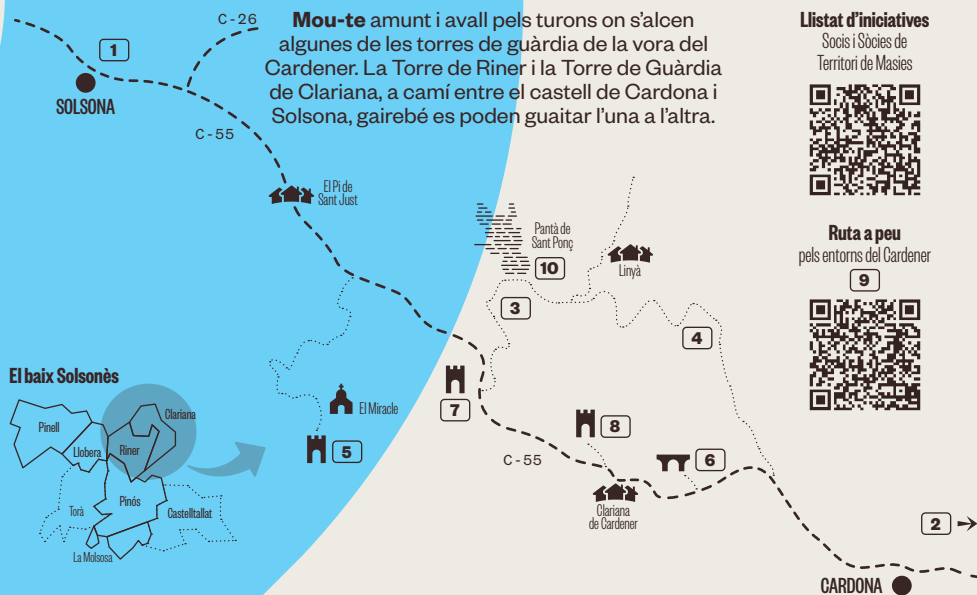 Mou-te amunt i avall pels turons on s'alcen
algunes de les torres de guàrdia de la vora del
Cardener. La Torre de Riner i la Torre de Guàrdia
de Clariana, a camí entre el castell de Cardona i
Solsona, gairebé es poden guaitar l'una a l'altra.
Llistat d'iniciatives
Socis i Sòcies de
Territori de Masies
Ruta a peu
pels entorns del Cardener
9
C-26
1
SOLSONA
C-55
El Pi de
Sant Just
Pantà de
Sant Ponç
10
Linyà
3
4
El Miracle
5
7
8
C-55
6
Clariana
de Cardener
2
CARDONA
El baix Solsonès
Pinell
Clariana
Llobera
Riner
Torà
Pinós
Castelltallat
La Molsosa